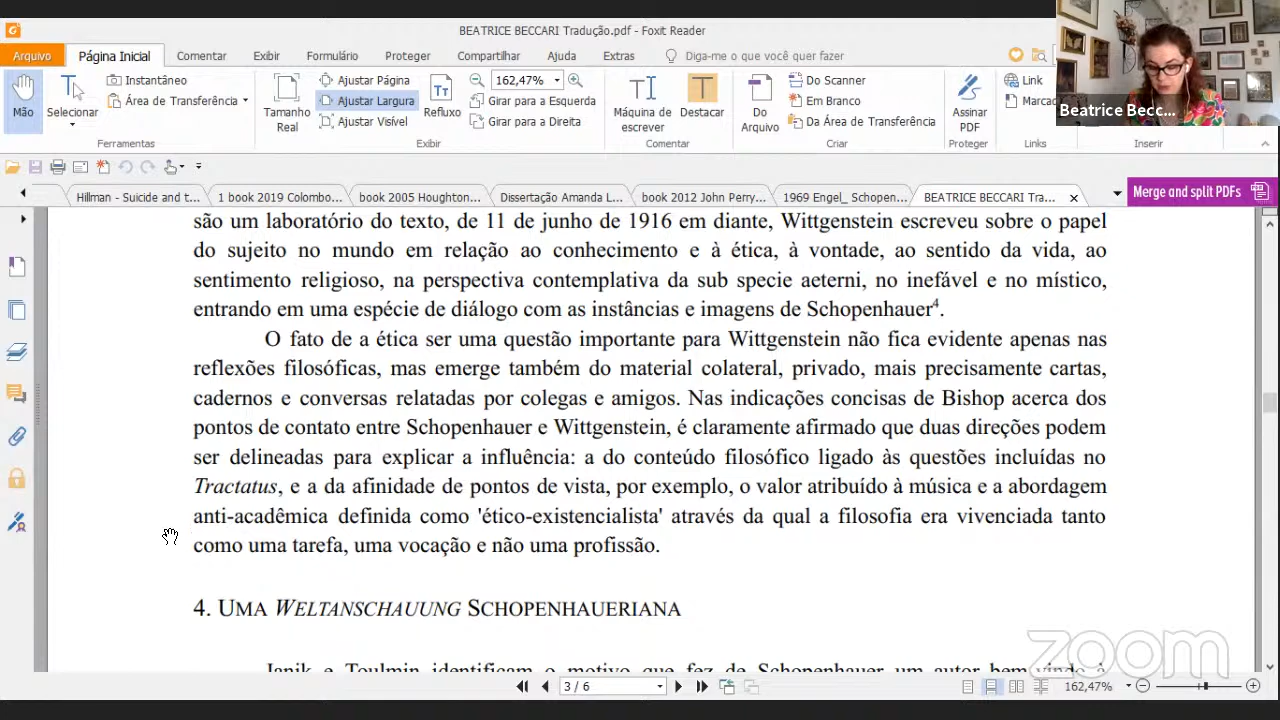 BEATRICE BECCARI Tradução.pdf - Foxit Reader
Arquivo Página Inicial Comentar Exibir Formulário Proteger Compartilhar Ajuda Extras Diga-me o que você quer fazer
Mão
Selecionar
Instantâneo
Área de Transferência
Ferramentas
Tamanho Real
Ajustar Página
Ajustar Largura
Ajustar Visível
Refluxo
162,47%
Girar para a Esquerda
Girar para a Direita
Exibir
Máquina de escrever
Destacar
Comentar
Do Arquivo
Do Scanner
Em Branco
Da Área de Transferência
Criar
Assinar PDF
Proteger
Link
Links
Inserir
Beatrice Becc...
Hillman - Suicide and t... 1 book 2019 Colombo... book 2005 Houghton... Dissertação Amanda L... book 2012 John Perry... 1969 Engel_ Schopen... BEATRICE BECCARI Tra...
Merge and split PDFs
são um laboratório do texto, de 11 de junho de 1916 em diante, Wittgenstein escreveu sobre o papel
do sujeito no mundo em relação ao conhecimento e à ética, à vontade, ao sentido da vida, ao
sentimento religioso, na perspectiva contemplativa da sub specie aeterni, no inefável e no místico,
entrando em uma espécie de diálogo com as instâncias e imagens de Schopenhauer⁴.
O fato de a ética ser uma questão importante para Wittgenstein não fica evidente apenas nas
reflexões filosóficas, mas emerge também do material colateral, privado, mais precisamente cartas,
cadernos e conversas relatadas por colegas e amigos. Nas indicações concisas de Bishop acerca dos
pontos de contato entre Schopenhauer e Wittgenstein, é claramente afirmado que duas direções podem
ser delineadas para explicar a influência: a do conteúdo filosófico ligado às questões incluídas no
Tractatus, e a da afinidade de pontos de vista, por exemplo, o valor atribuído à música e a abordagem
anti-acadêmica definida como 'ético-existencialista' através da qual a filosofia era vivenciada tanto
como uma tarefa, uma vocação e não uma profissão.
4. UMA WELTANSCHAUUNG SCHOPENHAUERIANA
Janik e Toulmin identificam o motivo que fez de Schopenhauer um autor bem-vindo à
zoom
3 / 6
162,47%